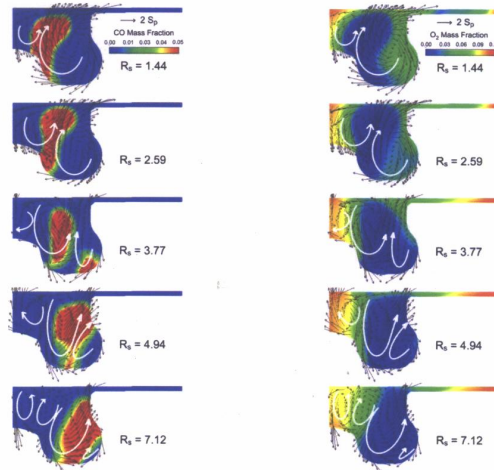 2 Sp
CO Mass Fraction
0.00 0.01 0.03 0.04 0.05
Rs = 1.44
Rs = 2.59
Rs = 3.77
Rs = 4.94
Rs = 7.12
2 Sp
O2 Mass Fraction
Rs = 1.44
Rs = 2.59
Rs = 3.77
Rs = 4.94
Rs = 7.12